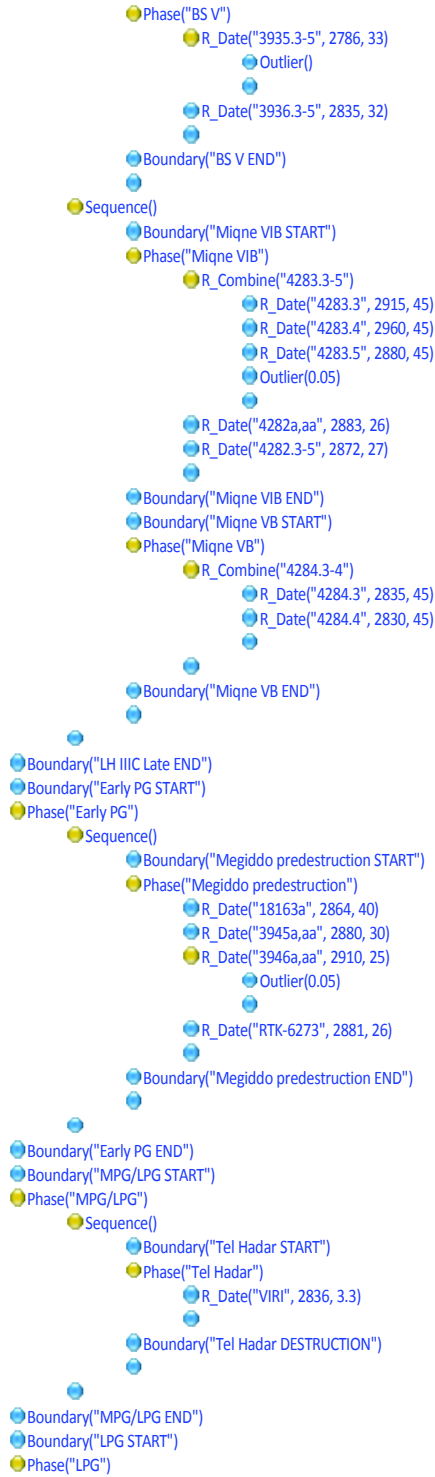 Phase("BS V")
R_Date("3935.3-5", 2786, 33)
Outlier()
R_Date("3936.3-5", 2835, 32)
Boundary("BS V END")
Sequence()
Boundary("Miqne VIB START")
Phase("Miqne VIB")
R_Combine("4283.3-5")
R_Date("4283.3", 2915, 45)
R_Date("4283.4", 2960, 45)
R_Date("4283.5", 2880, 45)
Outlier(0.05)
R_Date("4282a,aa", 2883, 26)
R_Date("4282.3-5", 2872, 27)
Boundary("Miqne VIB END")
Boundary("Miqne VB START")
Phase("Miqne VB")
R_Combine("4284.3-4")
R_Date("4284.3", 2835, 45)
R_Date("4284.4", 2830, 45)
Boundary("Miqne VB END")
Boundary("LH IIIC Late END")
Boundary("Early PG START")
Phase("Early PG")
Sequence()
Boundary("Megiddo predestruction START")
Phase("Megiddo predestruction")
R_Date("18163a", 2864, 40)
R_Date("3945a,aa", 2880, 30)
R_Date("3946a,aa", 2910, 25)
Outlier(0.05)
R_Date("RTK-6273", 2881, 26)
Boundary("Megiddo predestruction END")
Boundary("Early PG END")
Boundary("MPG/LPG START")
Phase("MPG/LPG")
Sequence()
Boundary("Tel Hadar START")
Phase("Tel Hadar")
R_Date("VIRI", 2836, 3.3)
Boundary("Tel Hadar DESTRUCTION")
Boundary("MPG/LPG END")
Boundary("LPG START")
Phase("LPG")